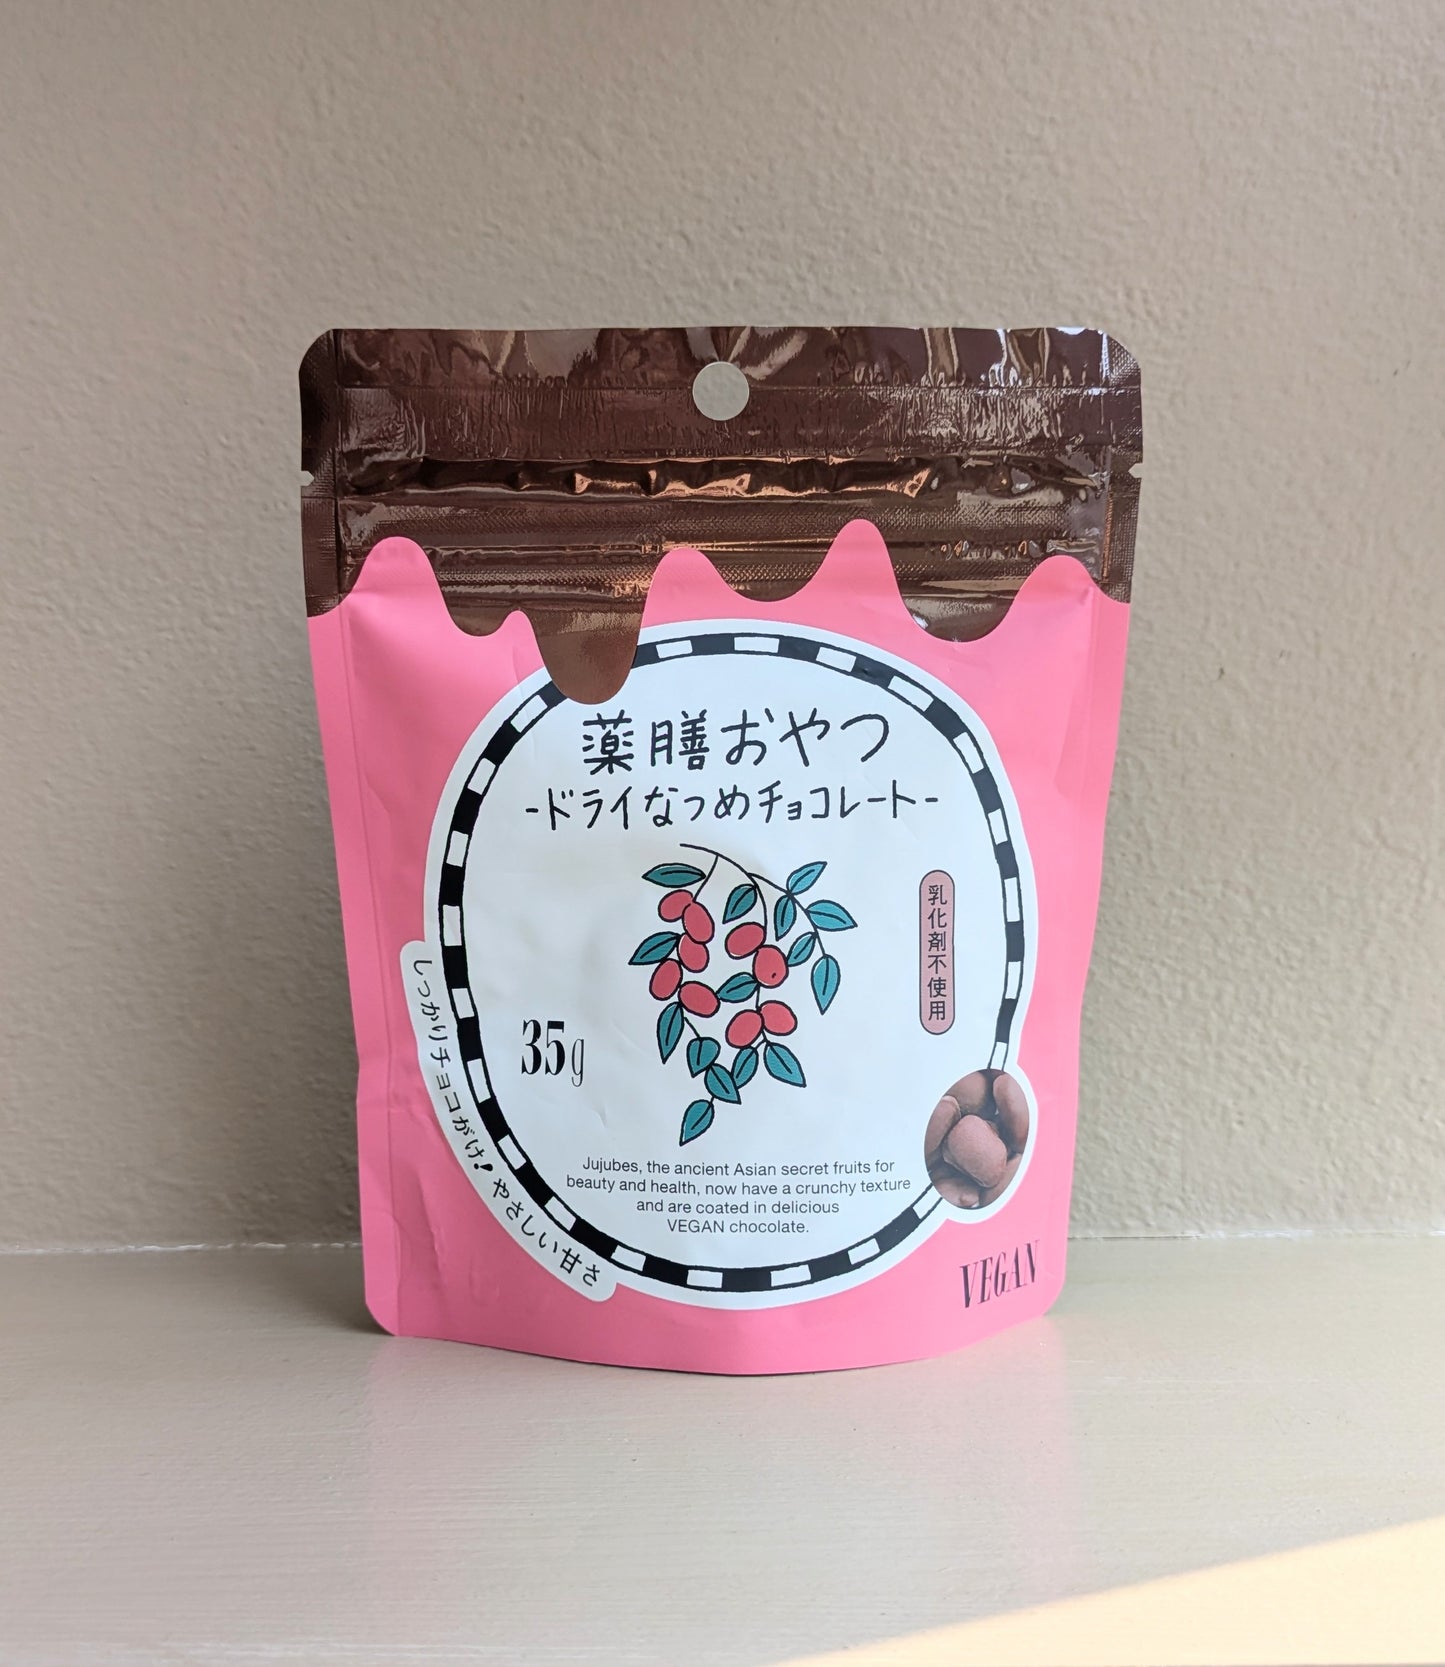 薬膳おやつ
-ドライなつめチョコレート-
乳化剤不使用
35g
しっかりチョコがけ!やさしい甘さ
Jujubes, the ancient Asian secret fruits for
beauty and health, now have a crunchy texture
and are coated in delicious
VEGAN chocolate.
VEGAN